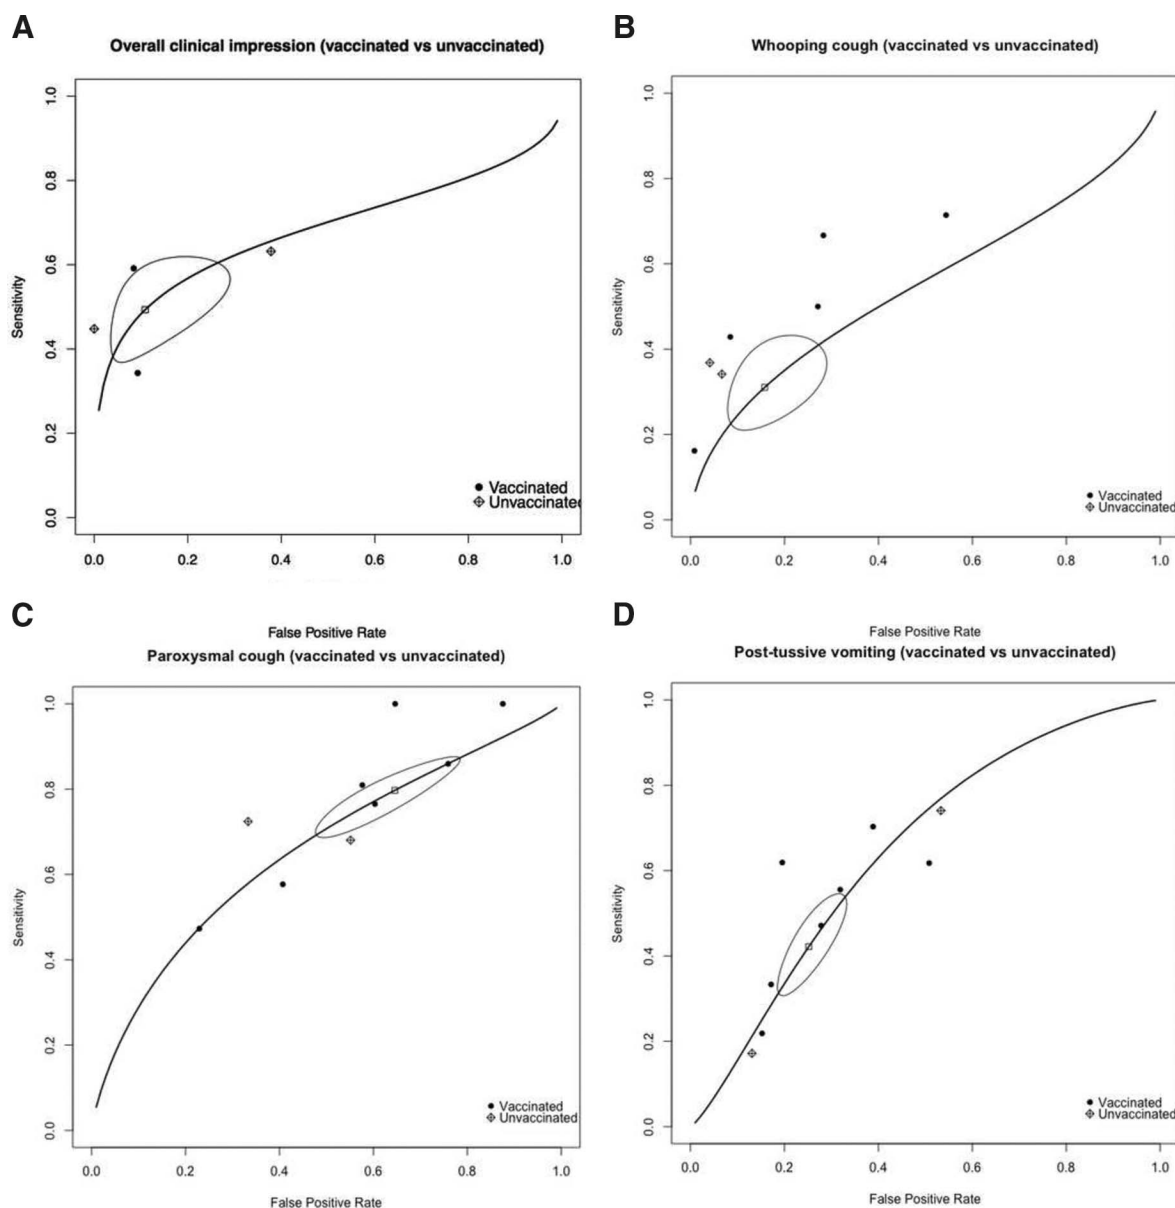 A
Overall clinical impression (vaccinated vs unvaccinated)
1.0
0.8
0.6
0.4
0.2
0.0
Sensitivity
Vaccinated
Unvaccinated
0.0 0.2 0.4 0.6 0.8 1.0
False Positive Rate
B
Whooping cough (vaccinated vs unvaccinated)
1.0
0.8
0.6
0.4
0.2
0.0
Sensitivity
Vaccinated
Unvaccinated
0.0 0.2 0.4 0.6 0.8 1.0
False Positive Rate
C
Paroxysmal cough (vaccinated vs unvaccinated)
1.0
0.8
0.6
0.4
0.2
0.0
Sensitivity
Vaccinated
Unvaccinated
0.0 0.2 0.4 0.6 0.8 1.0
False Positive Rate
D
Post-tussive vomiting (vaccinated vs unvaccinated)
1.0
0.8
0.6
0.4
0.2
0.0
Sensitivity
Vaccinated
Unvaccinated
0.0 0.2 0.4 0.6 0.8 1.0
False Positive Rate